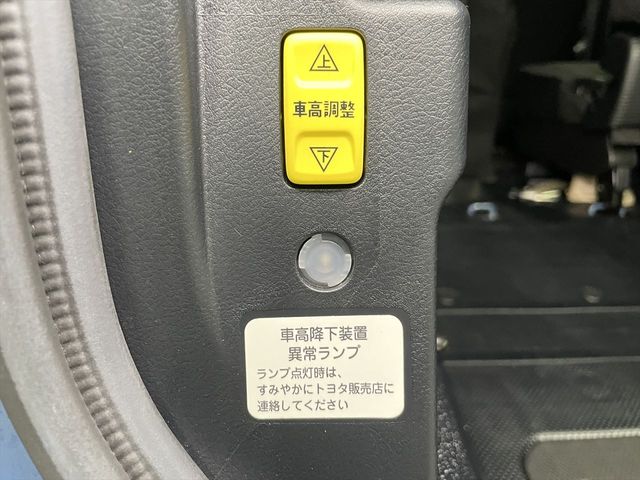 上
車高調整
下
車高降下装置
異常ランプ
ランプ点灯時は、
すみやかにトヨタ販売店に
連絡してください